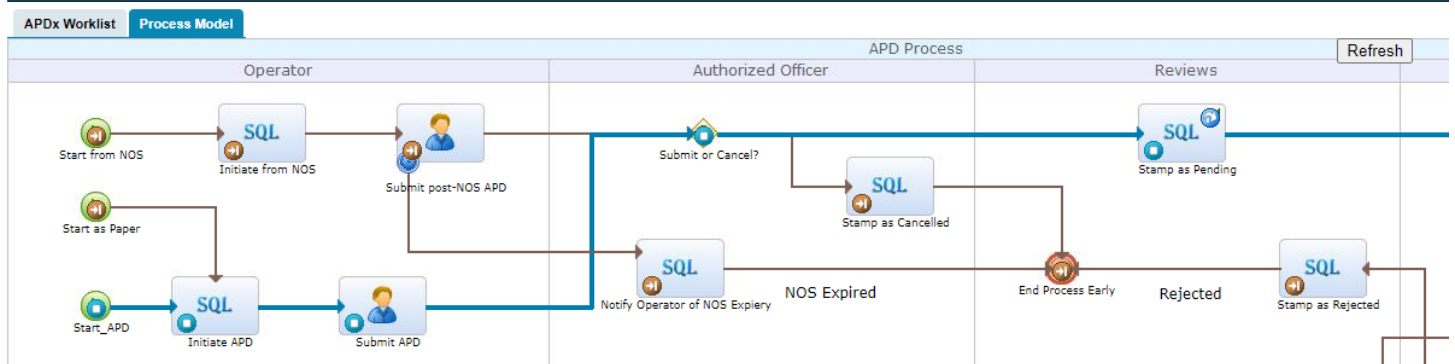 APDx Worklist
Process Model
APD Process
Refresh
Operator
Authorized Officer
Reviews
SQL
SQL
Start from NOS
Initiate from NOS
Submit post-NOS APD
Submit or Cancel?
Stamp as Pending
SQL
Start as Paper
Stamp as Cancelled
SQL
SQL
SQL
Notify Operator of NOS Expiery
NOS Expired
End Process Early
Rejected
Stamp as Rejected
Start_APD
Initiate APD
Submit APD